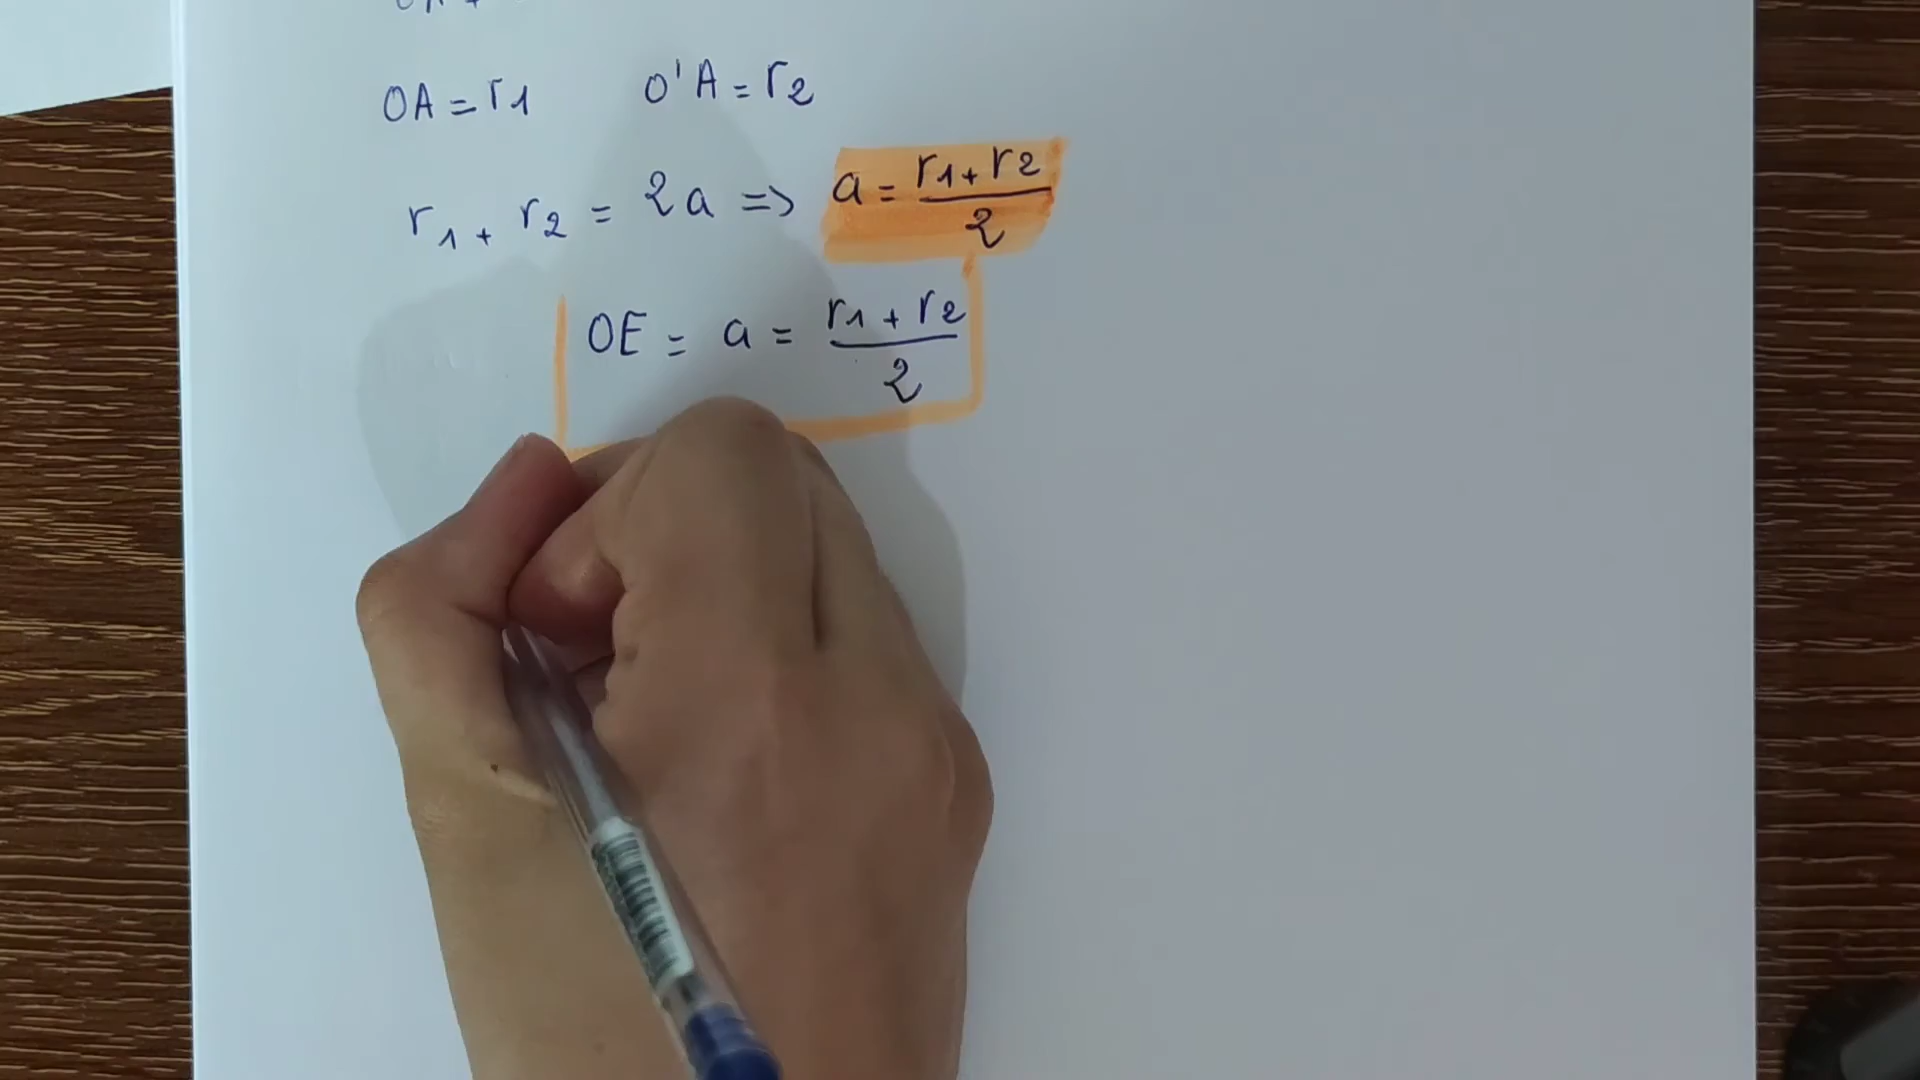 OA = r1 O'A = r2
r1 + r2 = 2a => a = r1 + r2 / 2
OE = a = r1 + r2 / 2